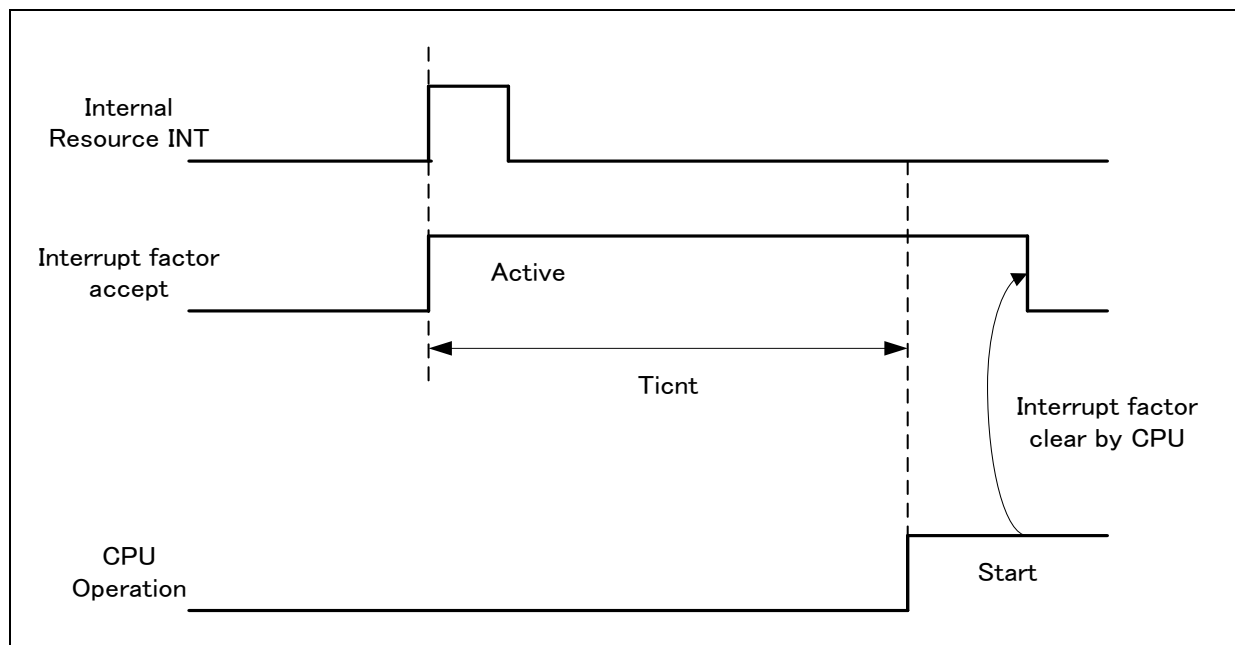 Internal
Resource INT
Interrupt factor
accept
Active
Ticnt
Interrupt factor
clear by CPU
CPU
Operation
Start